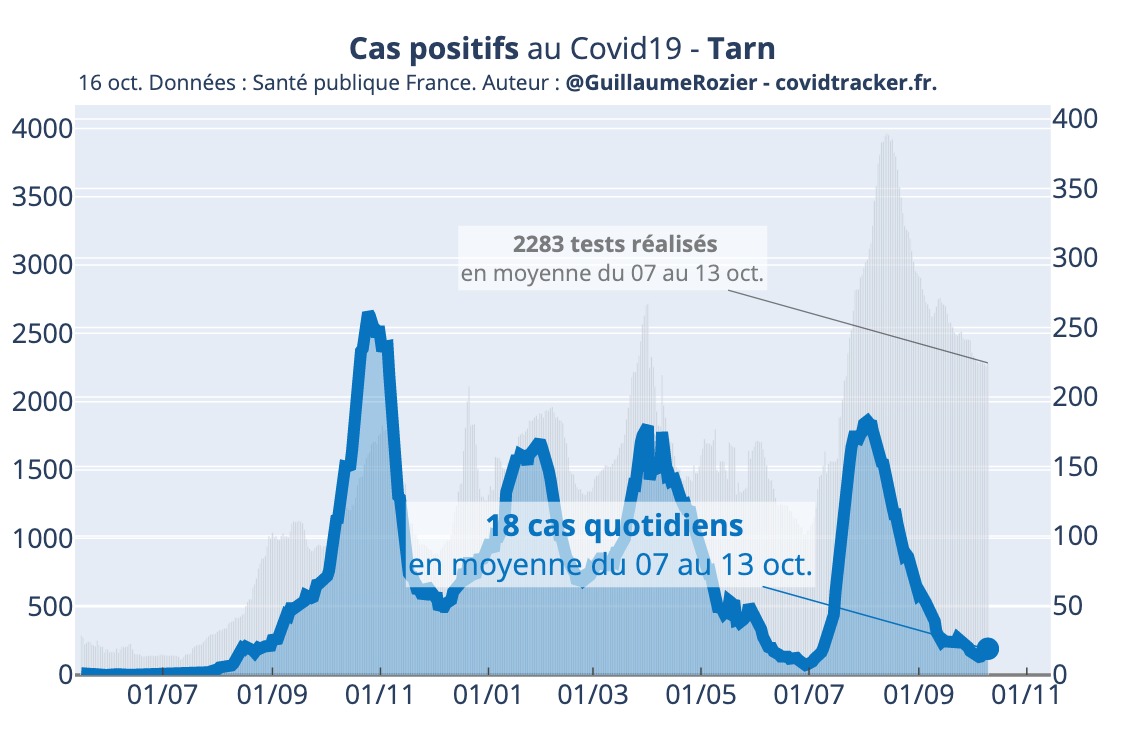 Cas positifs au Covid19 - Tarn
16 oct. Données : Santé publique France. Auteur : @GuillaumeRozier - covidtracker.fr.
4000
3500
3000
2500
2000
1500
1000
500
0
400
350
300
250
200
150
100
50
0
2283 tests réalisés
en moyenne du 07 au 13 oct.
18 cas quotidiens
en moyenne du 07 au 13 oct.
01/07 01/09 01/11 01/01 01/03 01/05 01/07 01/09 01/11